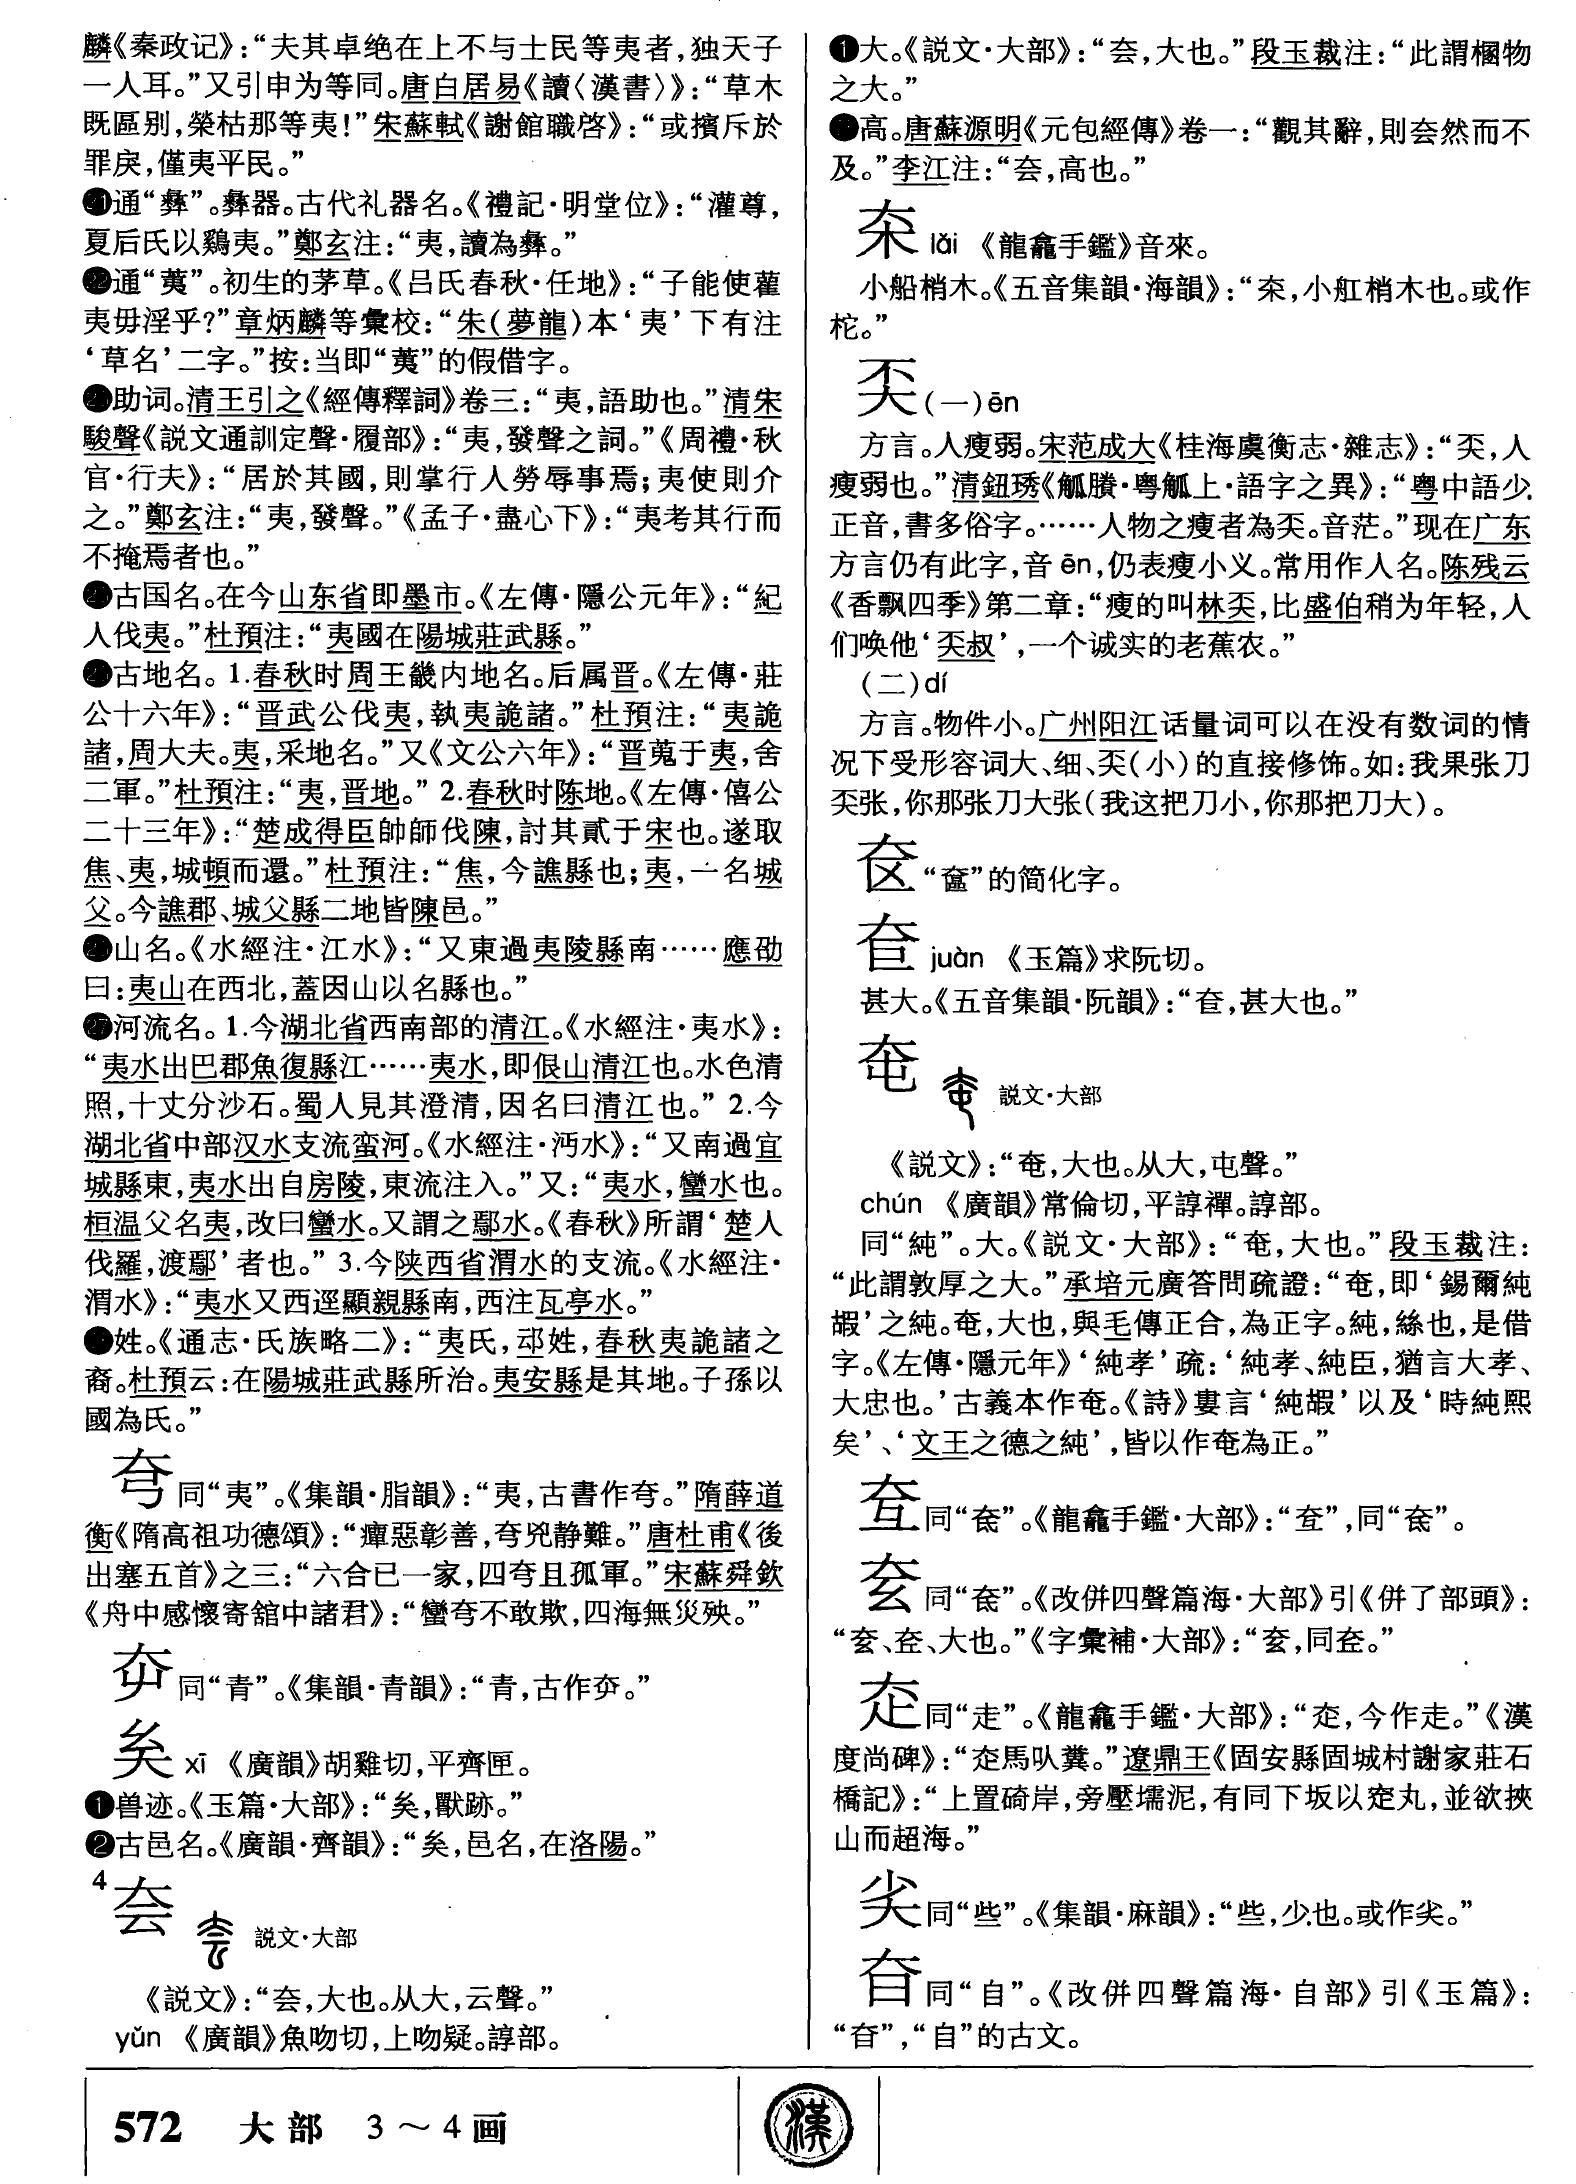 麟《秦政记》：“夫其卓绝在上不与士民等夷者，独天子
一人耳。”又引申为等同。唐白居易《讀〈漢書〉》：“草木
既區别，榮枯那等夷！”宋蘇軾《謝館職啓》：“或擯斥於
罪戾，僅夷平民。”
㉑通“彝”。彝器。古代礼器名。《禮記·明堂位》：“灌尊，
夏后氏以鷄夷。”鄭玄注：“夷，讀為彝。”
㉒通“荑”。初生的茅草。《吕氏春秋·任地》：“子能使雚
夷毋淫乎？”章炳麟等彙校：“朱（夢龍）本‘夷’下有注
‘草名’二字。”按：当即“荑”的假借字。
㉓助词。清王引之《經傳釋詞》卷三：“夷，語助也。”清朱
駿聲《説文通訓定聲·履部》：“夷，發聲之詞。”《周禮·秋
官·行夫》：“居於其國，則掌行人勞辱事焉；夷使則介
之。”鄭玄注：“夷，發聲。”《孟子·盡心下》：“夷考其行而
不掩焉者也。”
㉔古国名。在今山东省即墨市。《左傳·隱公元年》：“紀
人伐夷。”杜預注：“夷國在陽城莊武縣。”
㉕古地名。1.春秋时周王畿内地名。后属晋。《左傳·莊
公十六年》：“晋武公伐夷，執夷詭諸。”杜預注：“夷詭
諸，周大夫。夷，采地名。”又《文公六年》：“晋蒐于夷，舍
二軍。”杜預注：“夷，晋地。”2.春秋时陈地。《左傳·僖公
二十三年》：“楚成得臣帥師伐陳，討其貳于宋也。遂取
焦、夷，城頓而還。”杜預注：“焦，今譙縣也；夷，一名城
父。今譙郡、城父縣二地皆陳邑。”
㉖山名。《水經注·江水》：“又東過夷陵縣南……應劭
曰：夷山在西北，蓋因山以名縣也。”
㉗河流名。1.今湖北省西南部的清江。《水經注·夷水》：
“夷水出巴郡魚復縣江……夷水，即佷山清江也。水色清
照，十丈分沙石。蜀人見其澄清，因名曰清江也。”2.今
湖北省中部汉水支流蛮河。《水經注·沔水》：“又南過宜
城縣東，夷水出自房陵，東流注入。”又：“夷水，蠻水也。
桓温父名夷，改曰蠻水。又謂之鄢水。《春秋》所謂‘楚人
伐羅，渡鄢’者也。”3.今陕西省渭水的支流。《水經注·
渭水》：“夷水又西逕顯親縣南，西注瓦亭水。”
㉘姓。《通志·氏族略二》：“夷氏，邧姓，春秋夷詭諸之
裔。杜預云：在陽城莊武縣所治。夷安縣是其地。子孫以
國為氏。”
夸同“夷”。《集韻·脂韻》：“夷，古書作夸。”隋薛道
衡《隋高祖功德頌》：“癉惡彰善，夸兇静難。”唐杜甫《後
出塞五首》之三：“六合已一家，四夸且孤軍。”宋蘇舜欽
《舟中感懷寄舘中諸君》：“蠻夸不敢欺，四海無災殃。”
同“青”。《集韻·青韻》：“青，古作。”
xī 《廣韻》胡雞切，平齊匣。
❶兽迹。《玉篇·大部》：“，獸跡。”
❷古邑名。《廣韻·齊韻》：“，邑名，在洛陽。”
4
夽 説文·大部
《説文》：“夽，大也。从大，云聲。”
yǔn 《廣韻》魚吻切，上吻疑。諄部。
❶大。《説文·大部》：“夽，大也。”段玉裁注：“此謂棞物
之大。”
❷高。唐蘇源明《元包經傳》卷一：“觀其辭，則夽然而不
及。”李江注：“夽，高也。”
lǎi 《龍龕手鑑》音來。
小船梢木。《五音集韻·海韻》：“，小舡梢木也。或作
柁。”
奀（一）ēn
方言。人瘦弱。宋范成大《桂海虞衡志·雜志》：“奀，人
瘦弱也。”清鈕琇《觚賸·粤觚上·語字之異》：“粤中語少
正音，書多俗字。……人物之瘦者為奀。音茫。”现在广东
方言仍有此字，音ēn，仍表瘦小义。常用作人名。陈残云
《香飘四季》第二章：“瘦的叫林奀，比盛伯稍为年轻，人
们唤他‘奀叔’，一个诚实的老蕉农。”
（二）dí
方言。物件小。广州阳江话量词可以在没有数词的情
况下受形容词大、细、奀（小）的直接修饰。如：我果张刀
奀张，你那张刀大张（我这把刀小，你那把刀大）。
奁“奩”的简化字。
juàn 《玉篇》求阮切。
甚大。《五音集韻·阮韻》：“，甚大也。”
奄 説文·大部
《説文》：“，大也。从大，屯聲。”
chún 《廣韻》常倫切，平諄禪。諄部。
同“純”。大。《説文·大部》：“，大也。”段玉裁注：
“此謂敦厚之大。”承培元廣答問疏證：“，即‘錫爾純
嘏’之純。，大也，與毛傳正合，為正字。純，絲也，是借
字。《左傳·隱元年》‘純孝’疏：‘純孝、純臣，猶言大孝、
大忠也。’古義本作。《詩》婁言‘純嘏’以及‘時純熙
矣’、‘文王之德之純’，皆以作為正。”
同“”。《龍龕手鑑·大部》：“”，同“”。
同“”。《改併四聲篇海·大部》引《併了部頭》：
“、、大也。”《字彙補·大部》：“，同。”
同“走”。《龍龕手鑑·大部》：“，今作走。”《漢
度尚碑》：“馬㕥糞。”遼鼎王《固安縣固城村謝家莊石
橋記》：“上置碕岸，旁壓壖泥，有同下坂以丸，並欲挾
山而超海。”
同“些”。《集韻·麻韻》：“些，少也。或作。”
同“自”。《改併四聲篇海·自部》引《玉篇》：
“”，“自”的古文。
572 大部 3～4画
漢